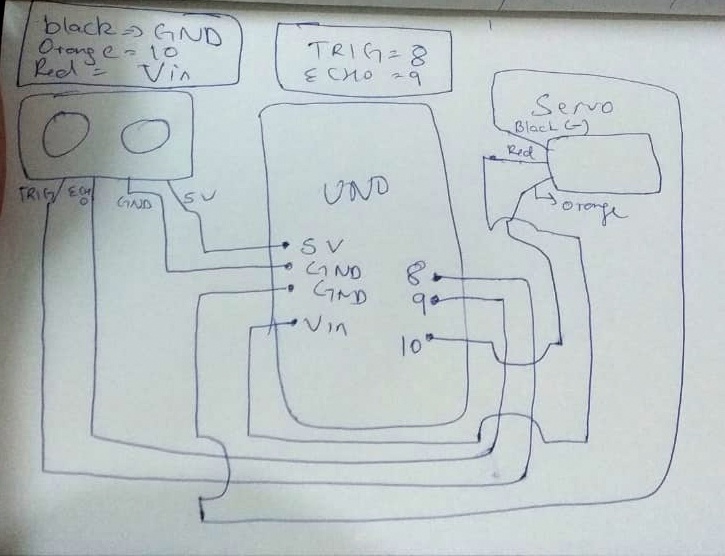 black => GND
Orange = 10
Red = Vin
TRIG = 8
ECHO = 9
Servo
Black (-)
Red
Orange
TRIG
ECHO
GND
5V
UNO
5V
GND
GND
Vin
8
9
10